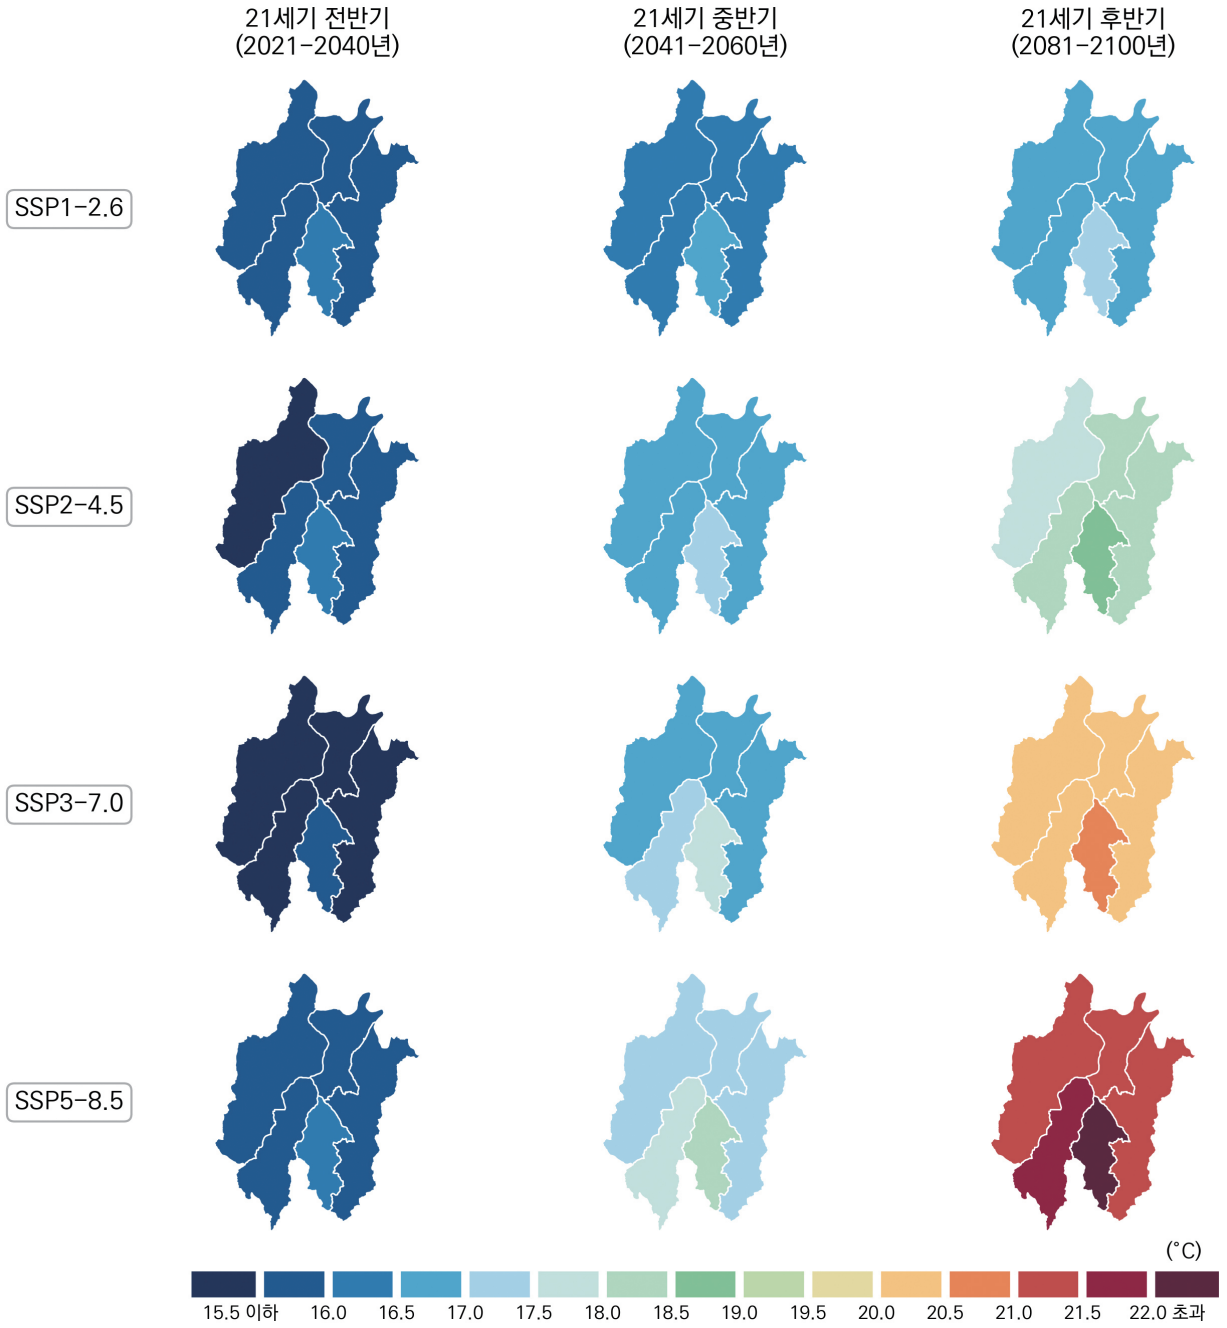 21세기 전반기
(2021-2040년)
21세기 중반기
(2041-2060년)
21세기 후반기
(2081-2100년)
SSP1-2.6
SSP2-4.5
SSP3-7.0
SSP5-8.5
(°C)
15.5 이하 16.0 16.5 17.0 17.5 18.0 18.5 19.0 19.5 20.0 20.5 21.0 21.5 22.0 초과